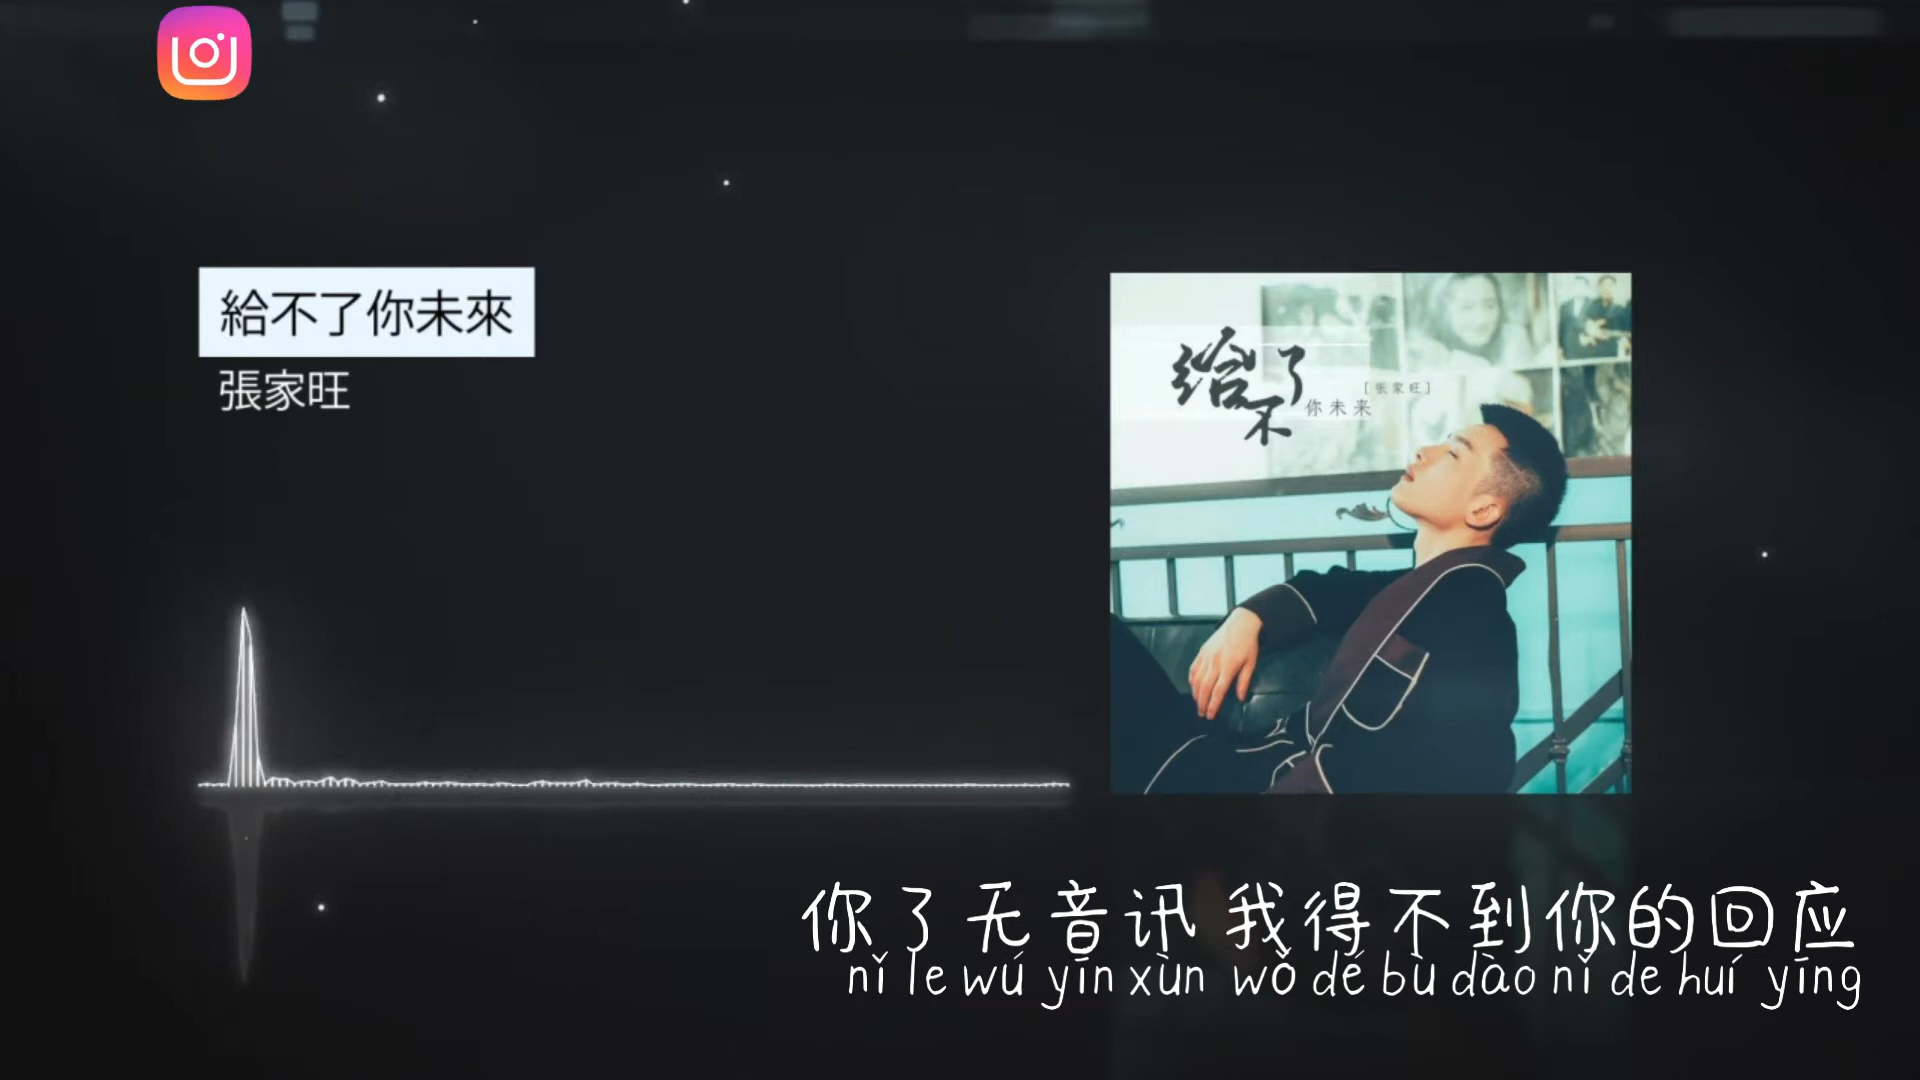 給不了你未來
張家旺
给不了
[張家旺]
你未来
你了无音讯 我得不到你的回应
nǐ le wú yīn xùn wǒ dé bù dào nǐ de huí yīng